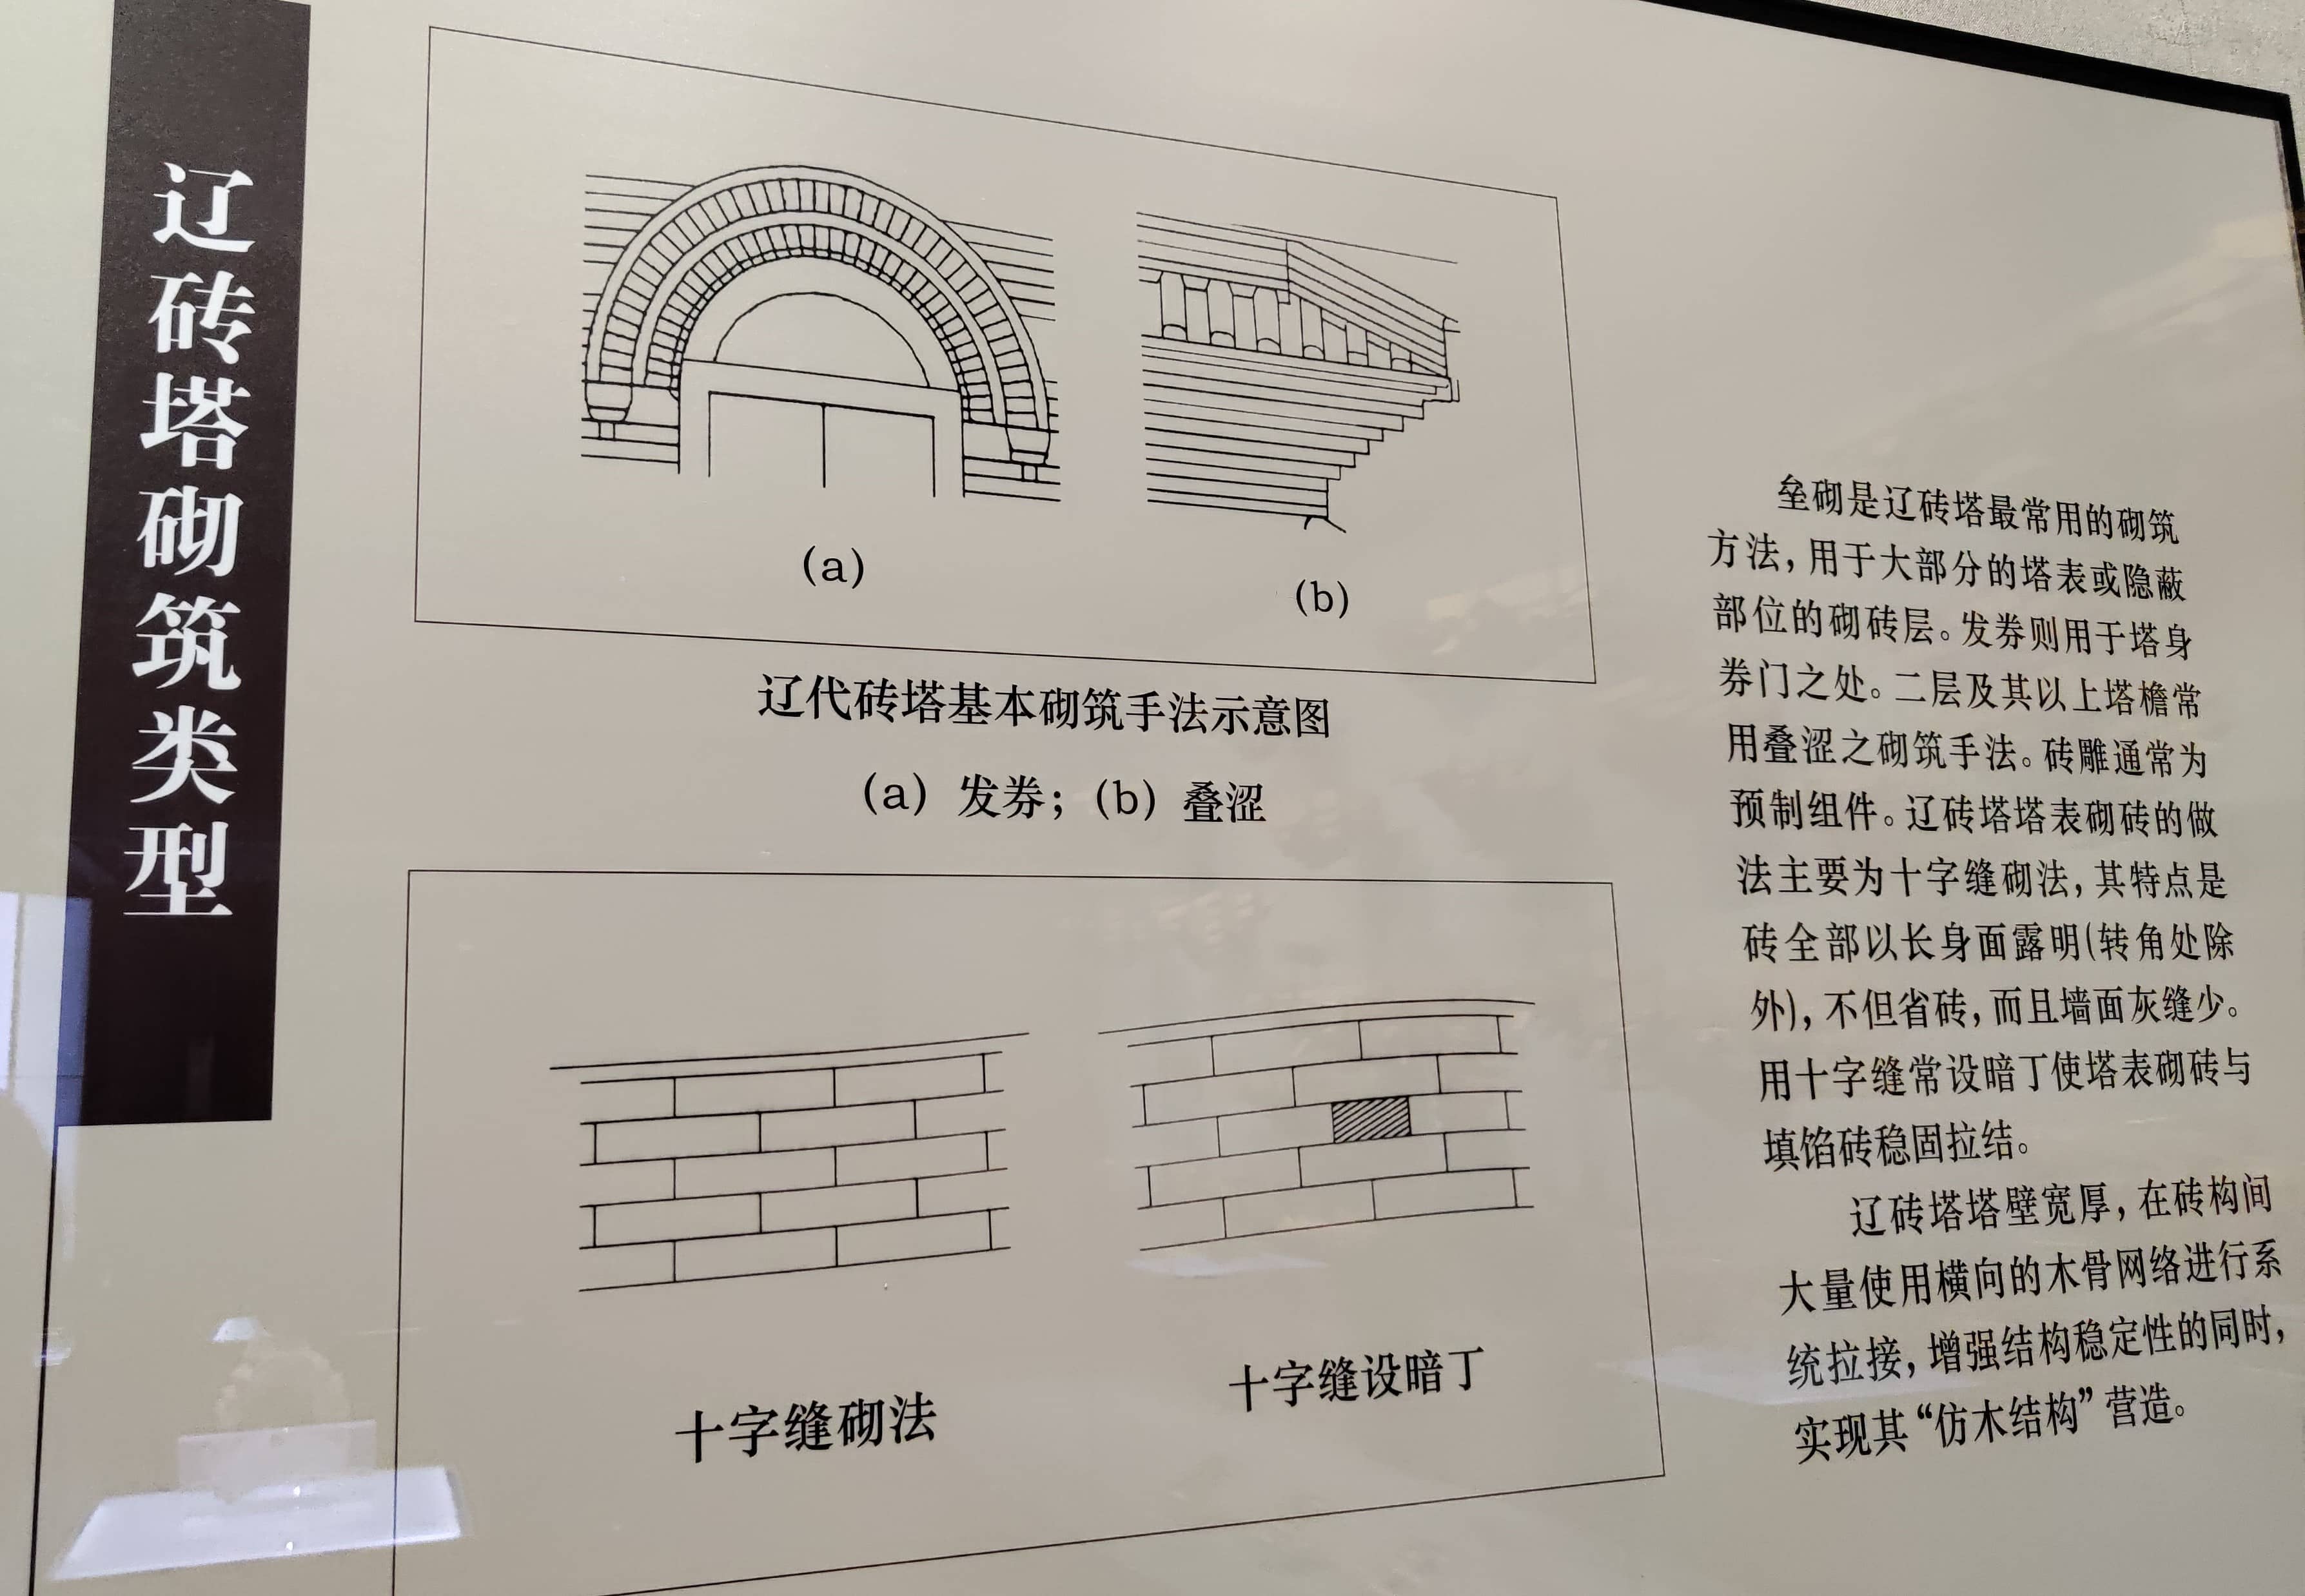 辽砖塔砌筑类型
(a)
(b)
辽代砖塔基本砌筑手法示意图
(a) 发券；(b) 叠涩
十字缝砌法
十字缝设暗丁
垒砌是辽砖塔最常用的砌筑
方法，用于大部分的塔表或隐蔽
部位的砌砖层。发券则用于塔身
券门之处。二层及其以上塔檐常
用叠涩之砌筑手法。砖雕通常为
预制组件。辽砖塔塔表砌砖的做
法主要为十字缝砌法，其特点是
砖全部以长身面露明(转角处除
外)，不但省砖，而且墙面灰缝少。
用十字缝常设暗丁使塔表砌砖与
填馅砖稳固拉结。
辽砖塔塔壁宽厚，在砖构间
大量使用横向的木骨网络进行系
统拉接，增强结构稳定性的同时，
实现其“仿木结构”营造。